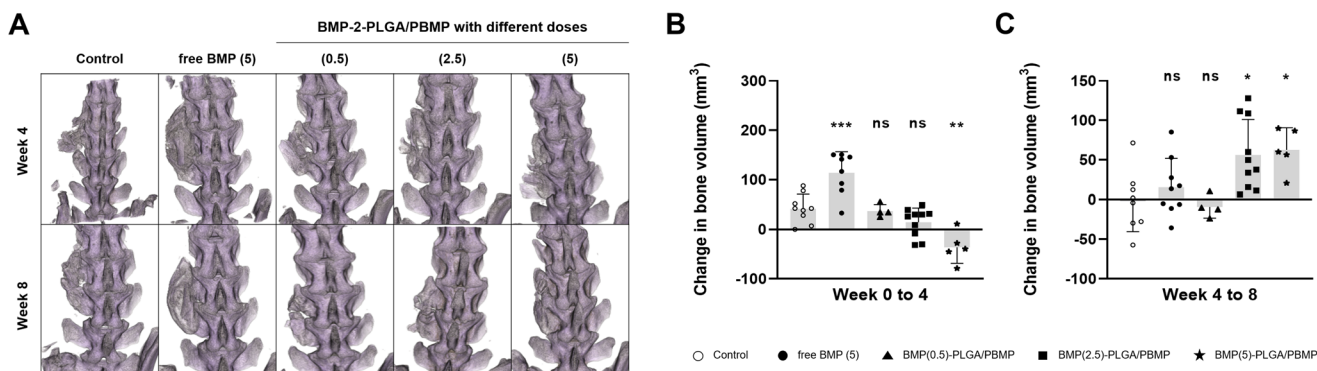 A
BMP-2-PLGA/PBMP with different doses
Control
free BMP (5)
(0.5)
(2.5)
(5)
Week 4
Week 8
B
Change in bone volume (mm³)
300
200
100
0
-100
***
ns
ns
**
Week 0 to 4
C
Change in bone volume (mm³)
150
100
50
0
-50
-100
ns
ns
*
*
Week 4 to 8
Control
free BMP (5)
BMP(0.5)-PLGA/PBMP
BMP(2.5)-PLGA/PBMP
BMP(5)-PLGA/PBMP